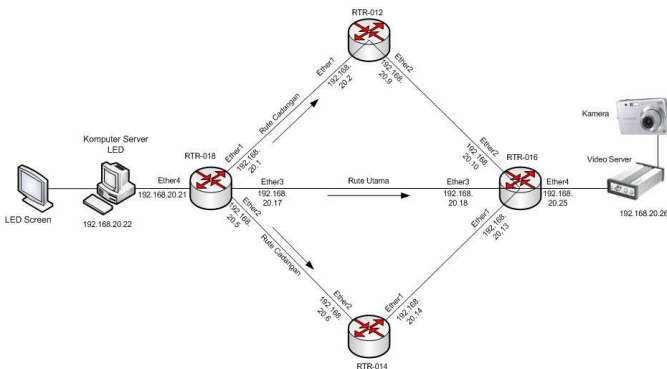 RTR-012
Ether1
192.168.
20.2
Ether2
192.168.
20.9
Rute Cadangan
Kamera
Komputer Server
LED
RTR-018
Ether1
192.168.
20.1
Ether2
192.168.
20.10
RTR-016
Video Server
Ether4
192.168.20.21
Ether3
192.168.
20.17
Rute Utama
Ether3
192.168.
20.18
Ether4
192.168.
20.25
LED Screen
192.168.20.22
192.168.20.26
Ether2
192.168.
20.5
Rute Cadangan
Ether1
192.168.
20.13
Ether2
192.168.
20.6
Ether1
192.168.
20.14
RTR-014